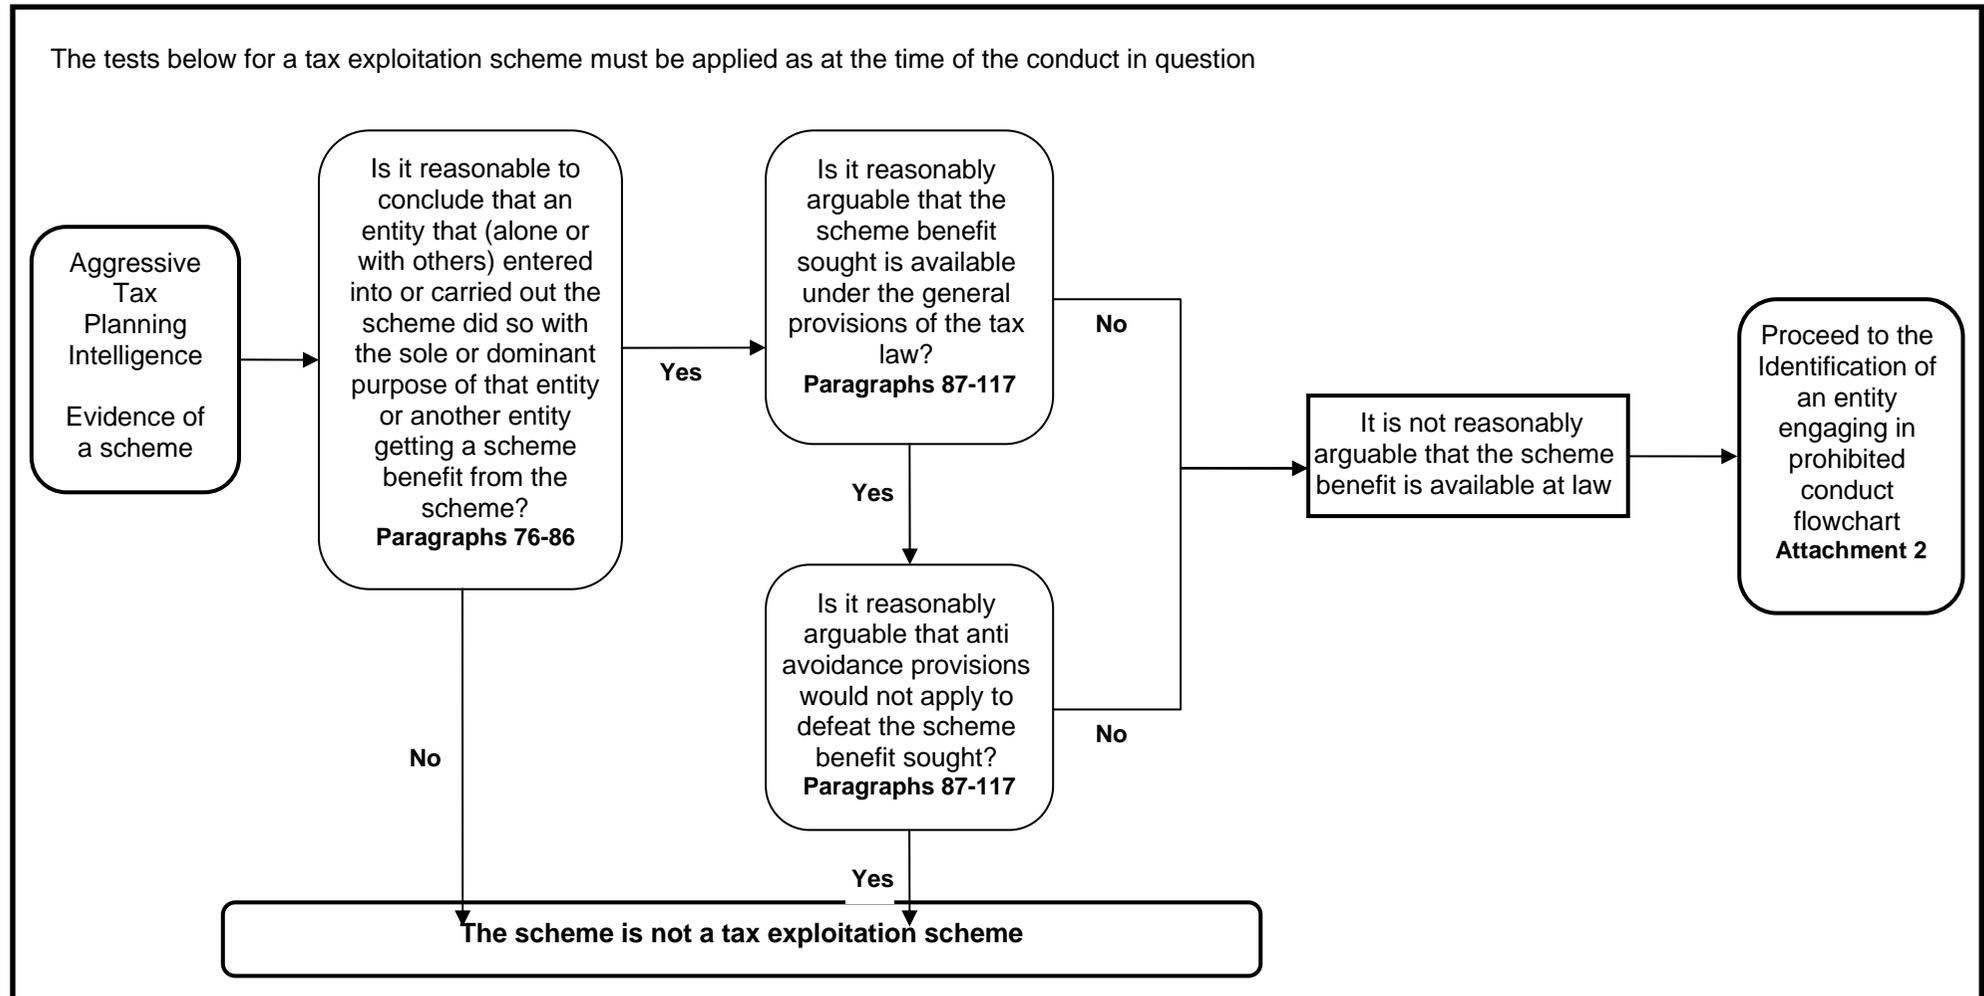 The tests below for a tax exploitation scheme must be applied as at the time of the conduct in question
Aggressive
Tax
Planning
Intelligence
Evidence of
a scheme
Is it reasonable to
conclude that an
entity that (alone or
with others) entered
into or carried out the
scheme did so with
the sole or dominant
purpose of that entity
or another entity
getting a scheme
benefit from the
scheme?
Paragraphs 76-86
Yes
No
Is it reasonably
arguable that the
scheme benefit
sought is available
under the general
provisions of the tax
law?
Paragraphs 87-117
No
Yes
Is it reasonably
arguable that anti
avoidance provisions
would not apply to
defeat the scheme
benefit sought?
Paragraphs 87-117
No
Yes
It is not reasonably
arguable that the scheme
benefit is available at law
Proceed to the
Identification of
an entity
engaging in
prohibited
conduct
flowchart
Attachment 2
The scheme is not a tax exploitation scheme